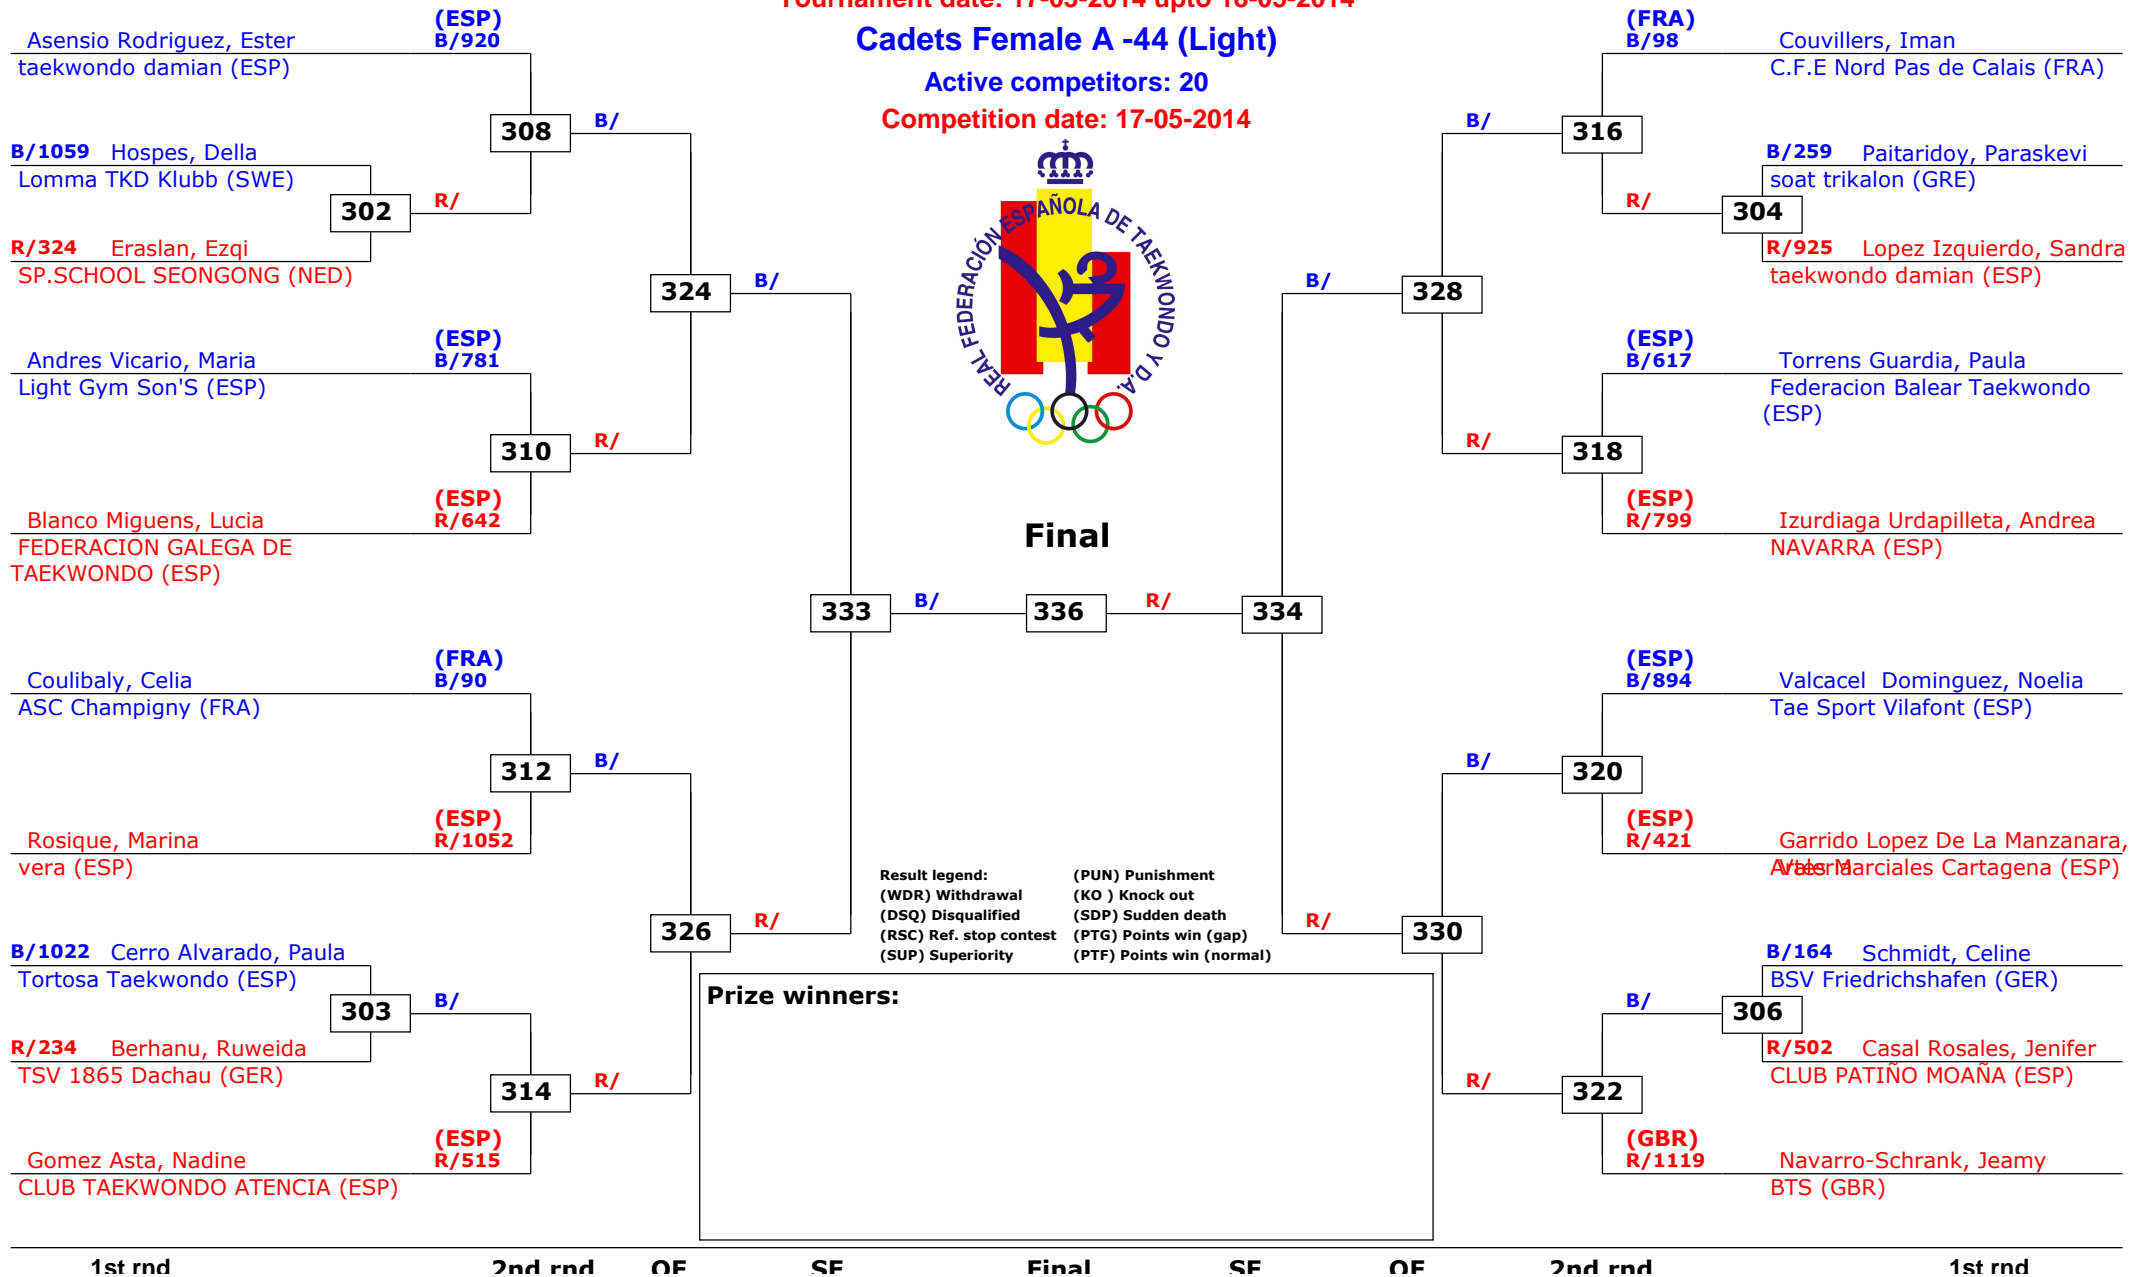 Tournament date: 17-05-2014 upto 18-05-2014
Cadets Female A -44 (Light)
Active competitors: 20
Competition date: 17-05-2014
REAL FEDERACIÓN ESPAÑOLA DE TAEKWONDO Y D.A.
(ESP)
Asensio Rodriguez, Ester B/920
taekwondo damian (ESP)
308 B/
B/1059 Hospes, Della
Lomma TKD Klubb (SWE)
302 R/
R/324 Eraslan, Ezqi
SP.SCHOOL SEONGONG (NED)
324 B/
(ESP)
Andres Vicario, Maria B/781
Light Gym Son'S (ESP)
310 R/
(ESP)
Blanco Miguens, Lucia R/642
FEDERACION GALEGA DE
TAEKWONDO (ESP)
333 B/
(FRA)
Coulibaly, Celia B/90
ASC Champigny (FRA)
312 B/
(ESP)
Rosique, Marina R/1052
vera (ESP)
326 R/
B/1022 Cerro Alvarado, Paula
Tortosa Taekwondo (ESP)
303 B/
R/234 Berhanu, Ruweida
TSV 1865 Dachau (GER)
314 R/
(ESP)
Gomez Asta, Nadine R/515
CLUB TAEKWONDO ATENCIA (ESP)
Final
336
R/ 334
(FRA)
B/98 Couvillers, Iman
C.F.E Nord Pas de Calais (FRA)
B/ 316
B/259 Paitaridoy, Paraskevi
soat trikalon (GRE)
R/ 304
R/925 Lopez Izquierdo, Sandra
taekwondo damian (ESP)
B/ 328
(ESP)
B/617 Torrens Guardia, Paula
Federacion Balear Taekwondo
(ESP)
R/ 318
(ESP)
R/799 Izurdiaga Urdapilleta, Andrea
NAVARRA (ESP)
(ESP)
B/894 Valcacel  Dominguez, Noelia
Tae Sport Vilafont (ESP)
B/ 320
(ESP)
R/421 Garrido Lopez De La Manzanara,
Valeria
Artes Marciales Cartagena (ESP)
R/ 330
B/164 Schmidt, Celine
BSV Friedrichshafen (GER)
B/ 306
R/502 Casal Rosales, Jenifer
CLUB PATIÑO MOAÑA (ESP)
R/ 322
(GBR)
R/1119 Navarro-Schrank, Jeamy
BTS (GBR)
Result legend: (PUN) Punishment
(WDR) Withdrawal (KO ) Knock out
(DSQ) Disqualified (SDP) Sudden death
(RSC) Ref. stop contest (PTG) Points win (gap)
(SUP) Superiority (PTF) Points win (normal)
Prize winners:
1st rnd 2nd rnd QF SF Final SF QF 2nd rnd 1st rnd